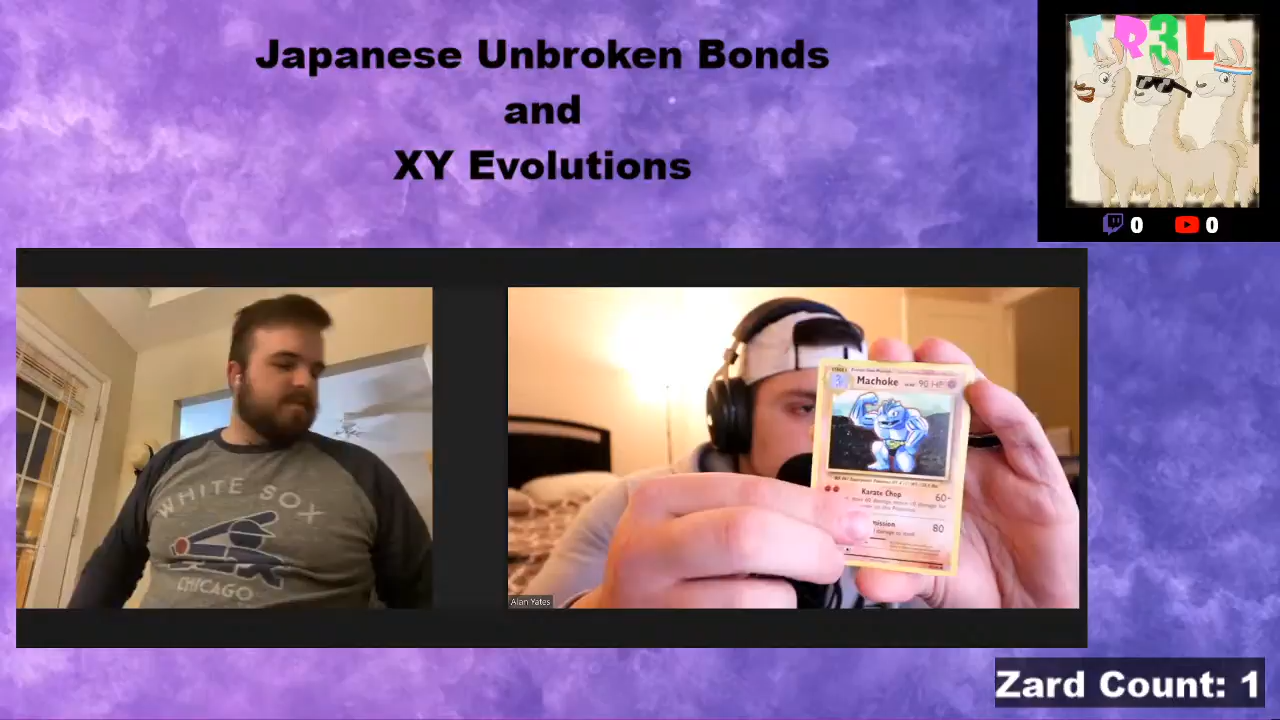 Japanese Unbroken Bonds
and
XY Evolutions
TR3L
0 0
WHITE SOX
CHICAGO
Machoke 90 HP
Karate Chop 60-
mission 80
Alan Yates
Zard Count: 1